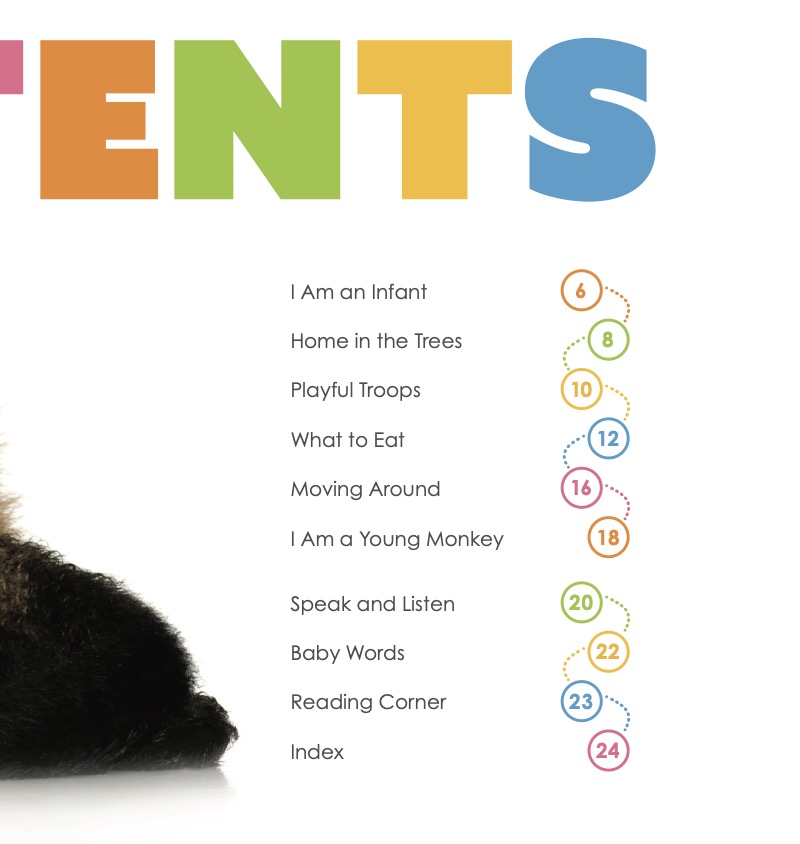 TENTS
I Am an Infant 6
Home in the Trees 8
Playful Troops 10
What to Eat 12
Moving Around 16
I Am a Young Monkey 18
Speak and Listen 20
Baby Words 22
Reading Corner 23
Index 24